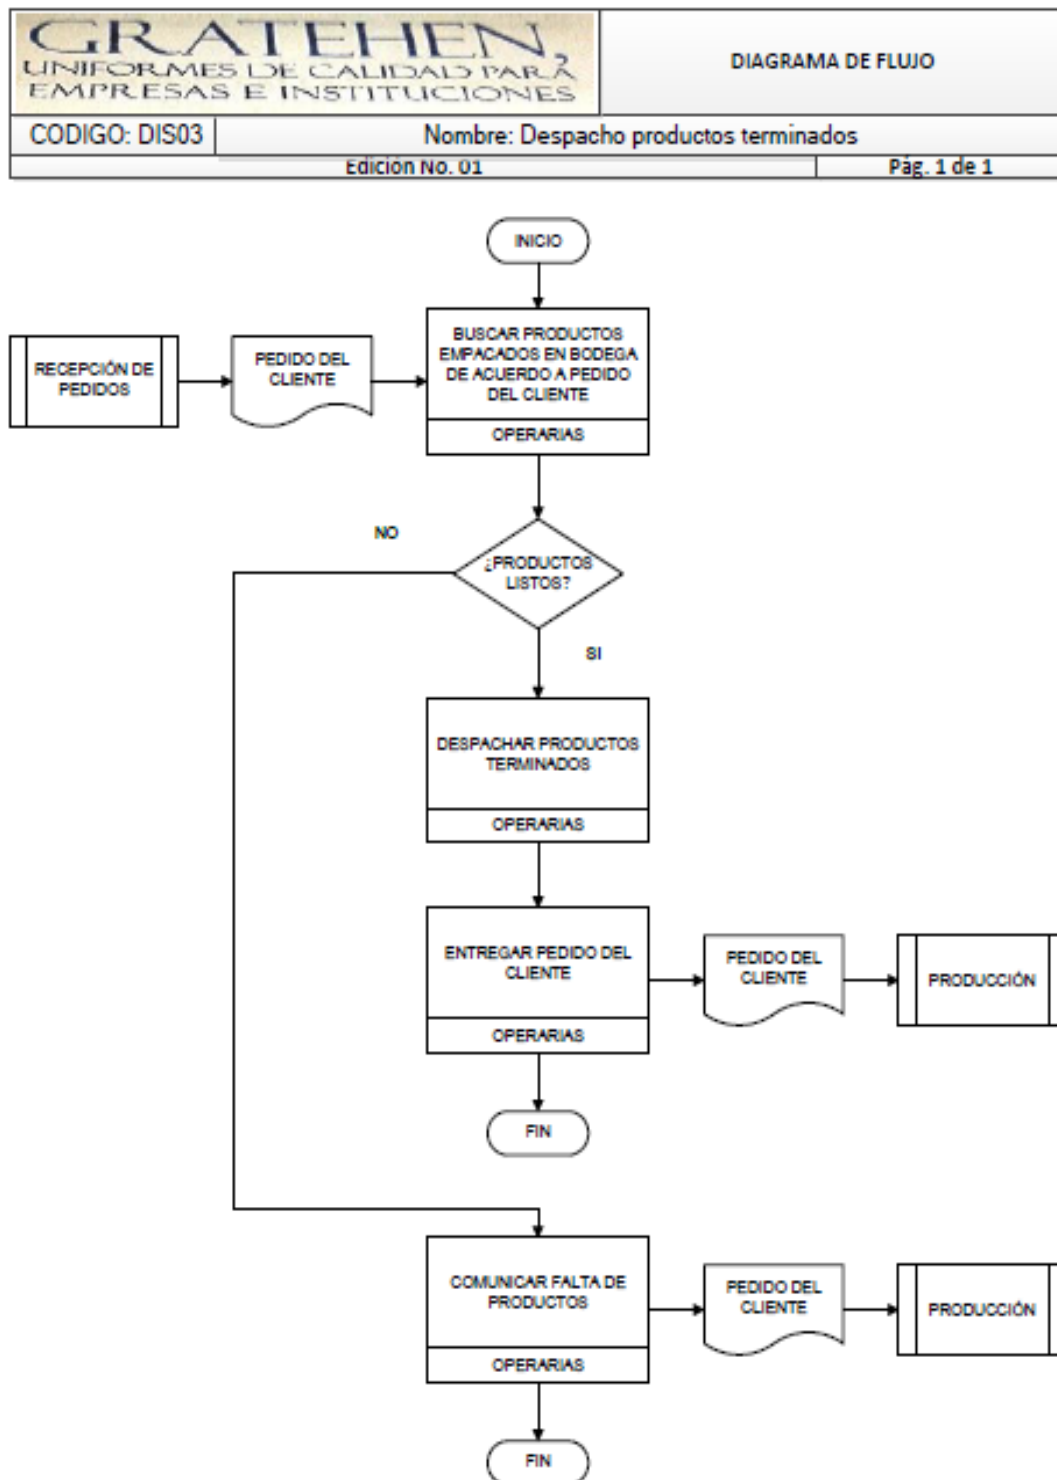 GRATEHEN,
UNIFORMES DE CALIDAD PARA
EMPRESAS E INSTITUCIONES
DIAGRAMA DE FLUJO
CODIGO: DIS03
Nombre: Despacho productos terminados
Edición No. 01
Pág. 1 de 1
INICIO
RECEPCIÓN DE
PEDIDOS
PEDIDO DEL
CLIENTE
BUSCAR PRODUCTOS
EMPACADOS EN BODEGA
DE ACUERDO A PEDIDO
DEL CLIENTE
OPERARIAS
NO
¿PRODUCTOS
LISTOS?
SI
DESPACHAR PRODUCTOS
TERMINADOS
OPERARIAS
ENTREGAR PEDIDO DEL
CLIENTE
OPERARIAS
PEDIDO DEL
CLIENTE
PRODUCCIÓN
FIN
COMUNICAR FALTA DE
PRODUCTOS
OPERARIAS
PEDIDO DEL
CLIENTE
PRODUCCIÓN
FIN